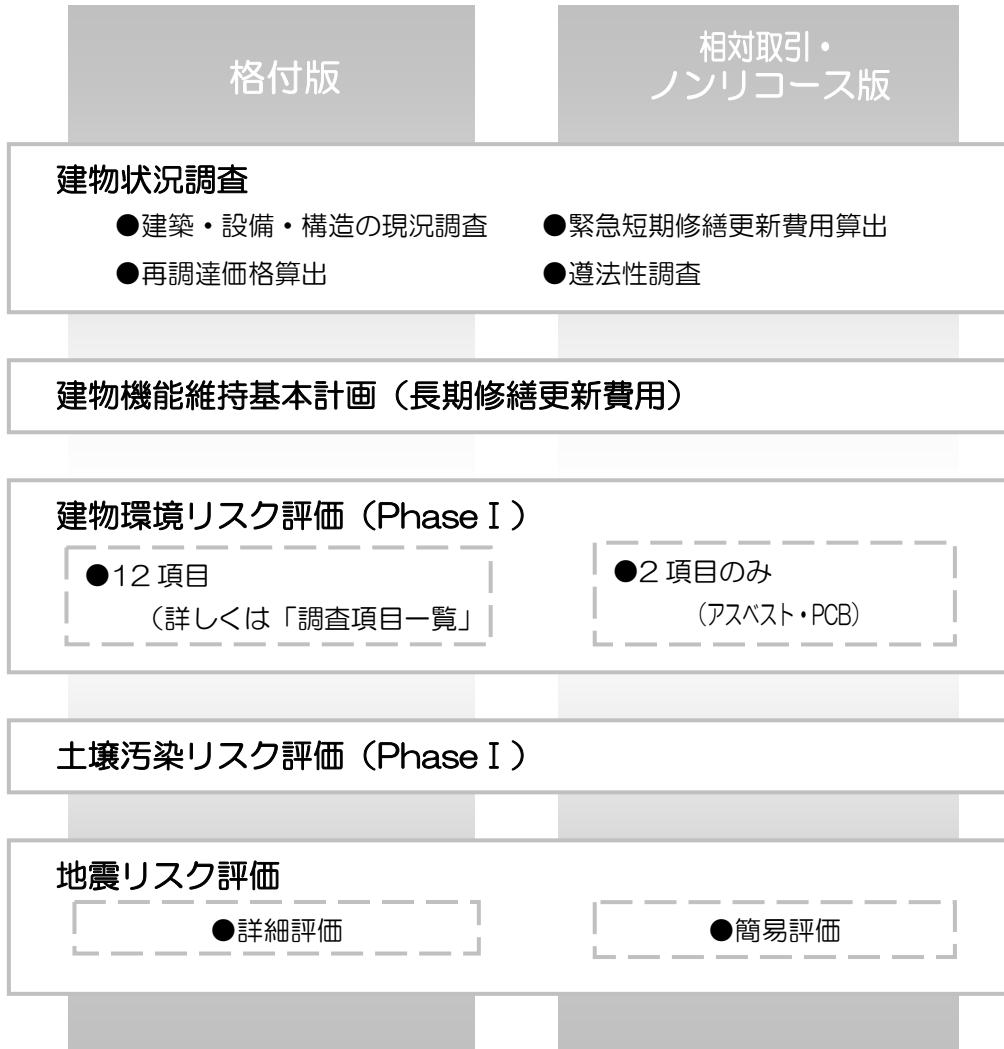 格付版
相対取引・
ノンリコース版
建物状況調査
●建築・設備・構造の現況調査
●緊急短期修繕更新費用算出
●再調達価格算出
●遵法性調査
建物機能維持基本計画（長期修繕更新費用）
建物環境リスク評価（PhaseⅠ）
●12項目
（詳しくは「調査項目一覧」
●2項目のみ
（アスベスト・PCB）
土壌汚染リスク評価（PhaseⅠ）
地震リスク評価
●詳細評価
●簡易評価